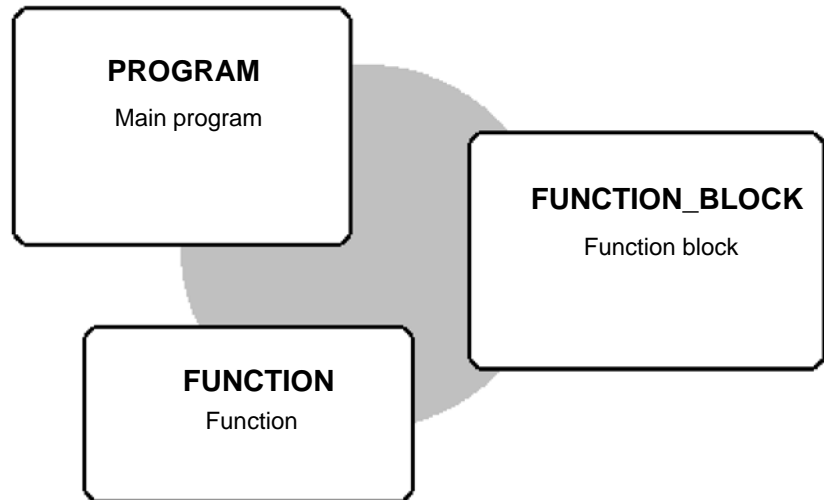 PROGRAM
Main program
FUNCTION_BLOCK
Function block
FUNCTION
Function